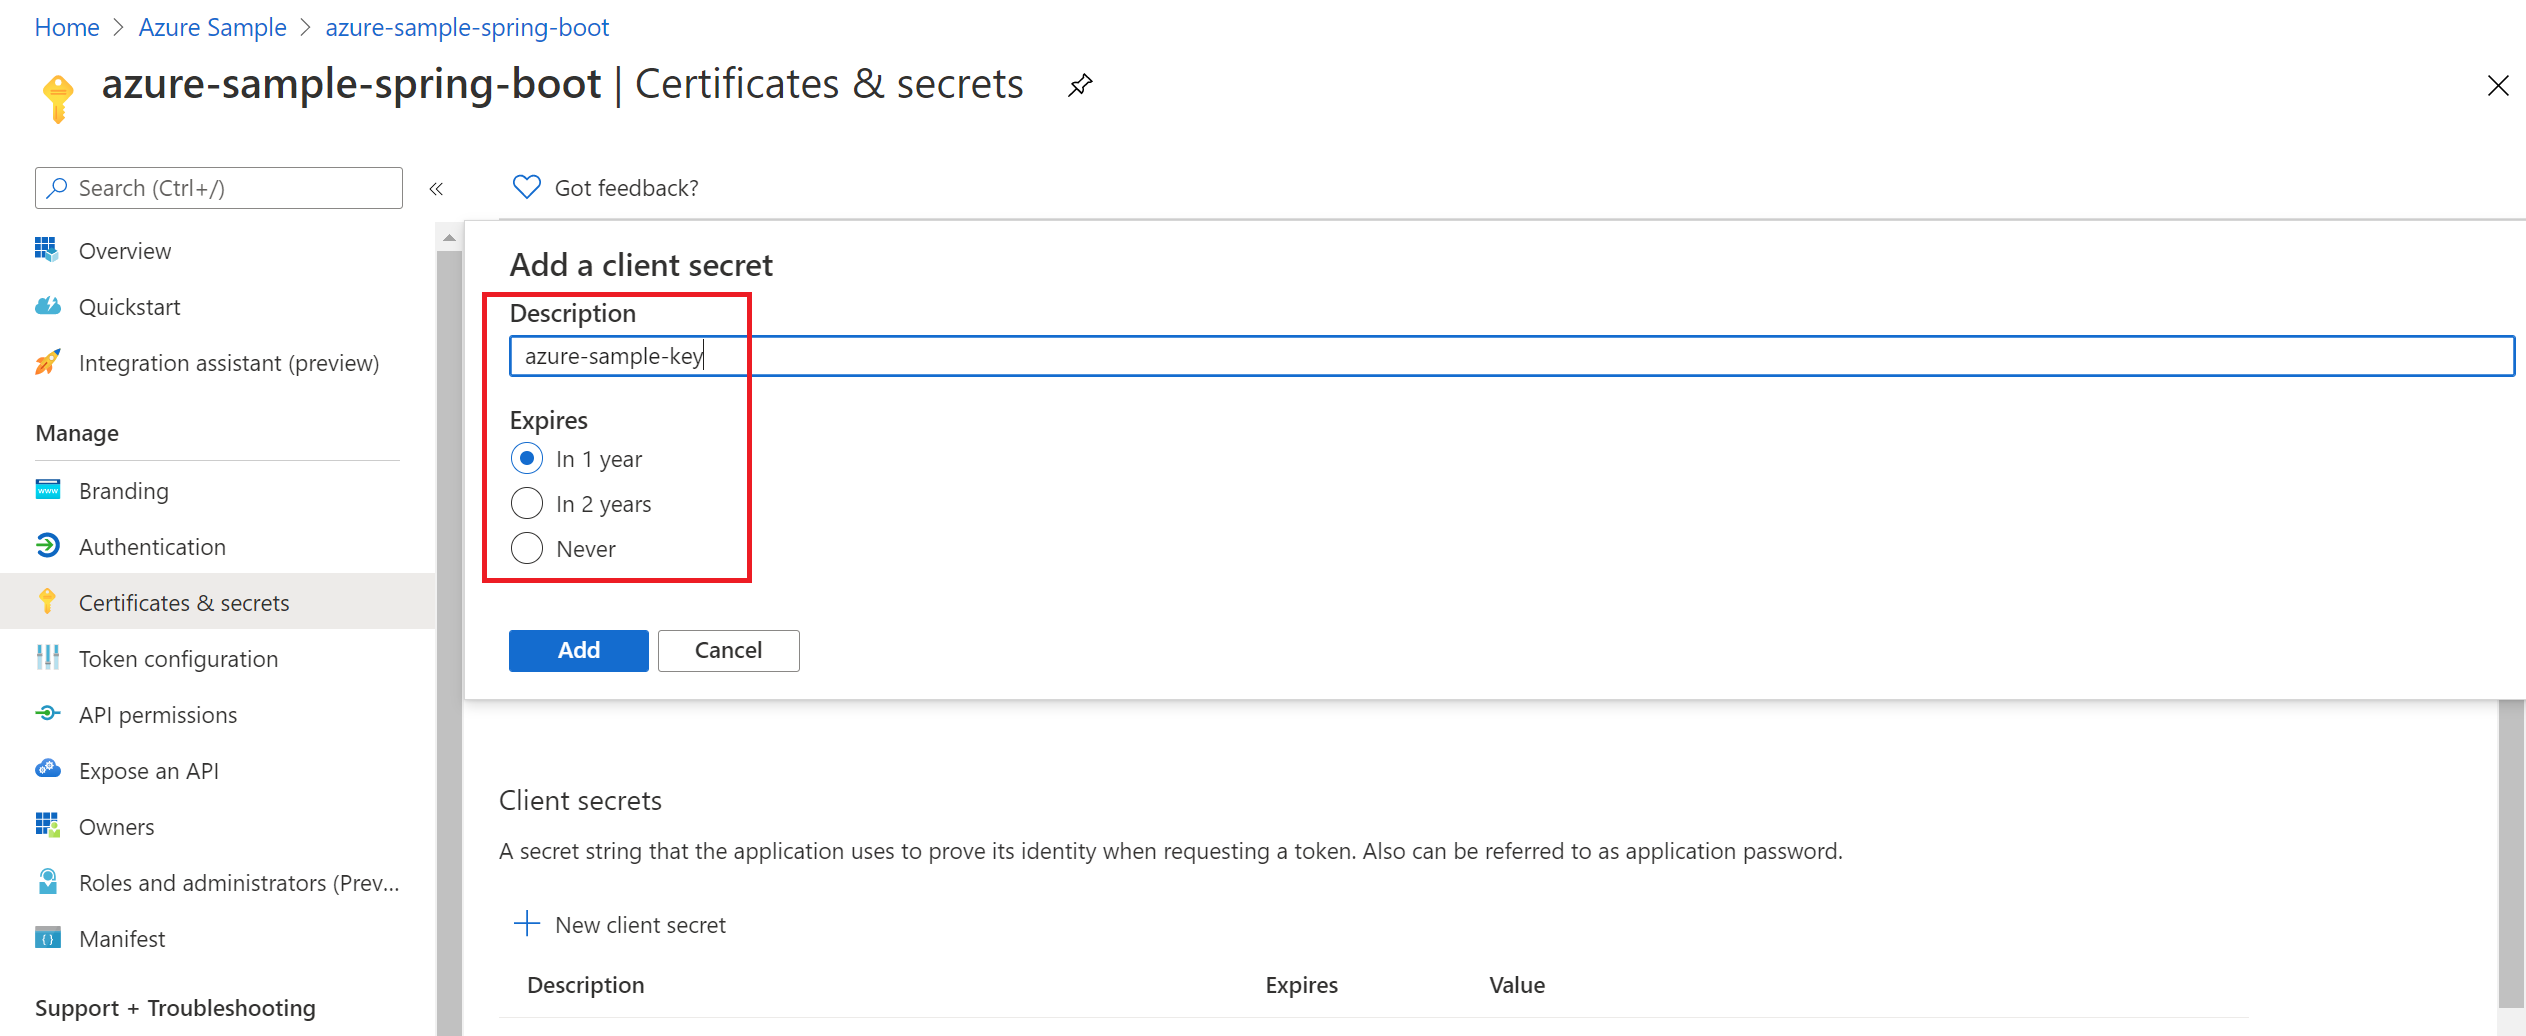 Home > Azure Sample > azure-sample-spring-boot
azure-sample-spring-boot | Certificates & secrets
Search (Ctrl+/)
«
Got feedback?
Overview
Quickstart
Integration assistant (preview)
Manage
Branding
Authentication
Certificates & secrets
Token configuration
API permissions
Expose an API
Owners
Roles and administrators (Prev...
Manifest
Support + Troubleshooting
Add a client secret
Description
azure-sample-key
Expires
In 1 year
In 2 years
Never
Add Cancel
Client secrets
A secret string that the application uses to prove its identity when requesting a token. Also can be referred to as application password.
New client secret
Description Expires Value